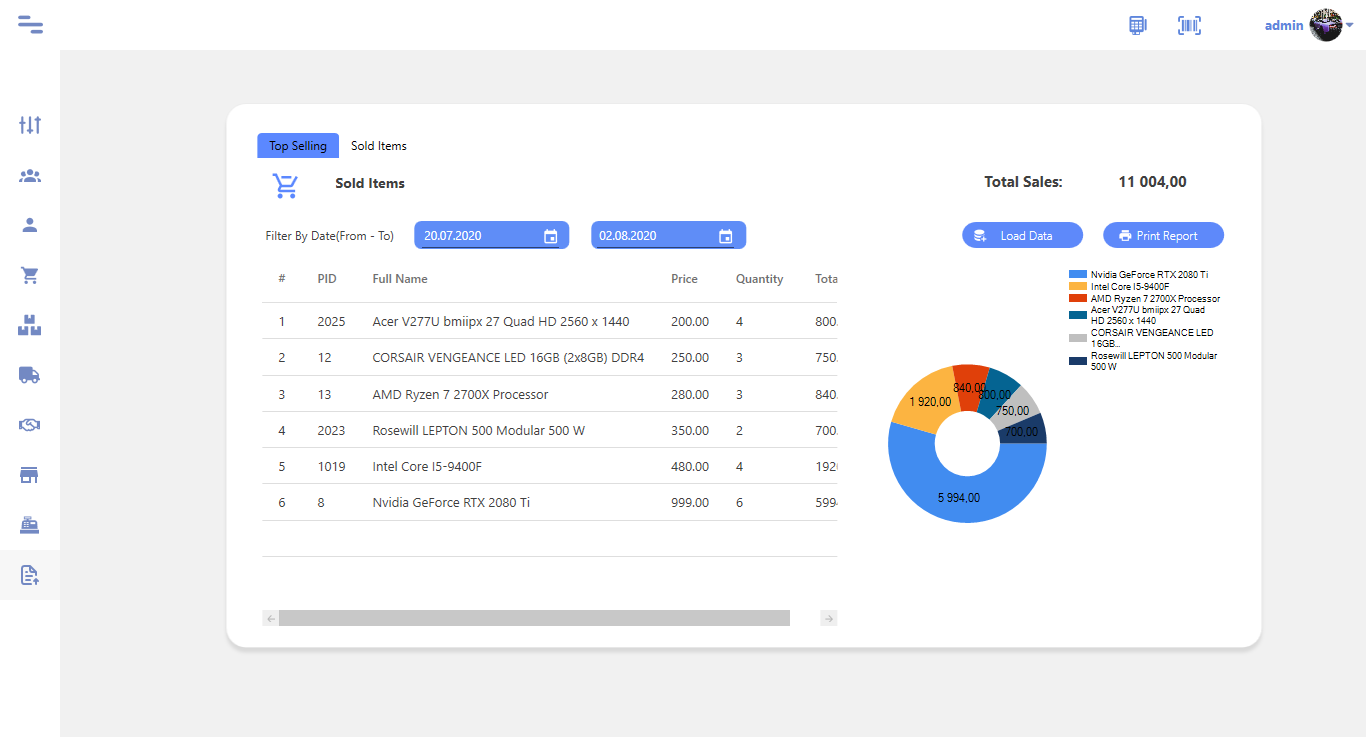 admin
Top Selling Sold Items
Sold Items
Total Sales: 11 004,00
Filter By Date(From - To) 20.07.2020 02.08.2020 Load Data Print Report
# PID Full Name Price Quantity Tota
1 2025 Acer V277U bmiipx 27 Quad HD 2560 x 1440 200.00 4 800.
2 12 CORSAIR VENGEANCE LED 16GB (2x8GB) DDR4 250.00 3 750.
3 13 AMD Ryzen 7 2700X Processor 280.00 3 840.
4 2023 Rosewill LEPTON 500 Modular 500 W 350.00 2 700.
5 1019 Intel Core I5-9400F 480.00 4 192
6 8 Nvidia GeForce RTX 2080 Ti 999.00 6 599
Nvidia GeForce RTX 2080 Ti
Intel Core I5-9400F
AMD Ryzen 7 2700X Processor
Acer V277U bmiipx 27 Quad
HD 2560 x 1440
CORSAIR VENGEANCE LED
16GB..
Rosewill LEPTON 500 Modular
500 W
840,00
800,00
1 920,00
750,00
700,00
5 994,00